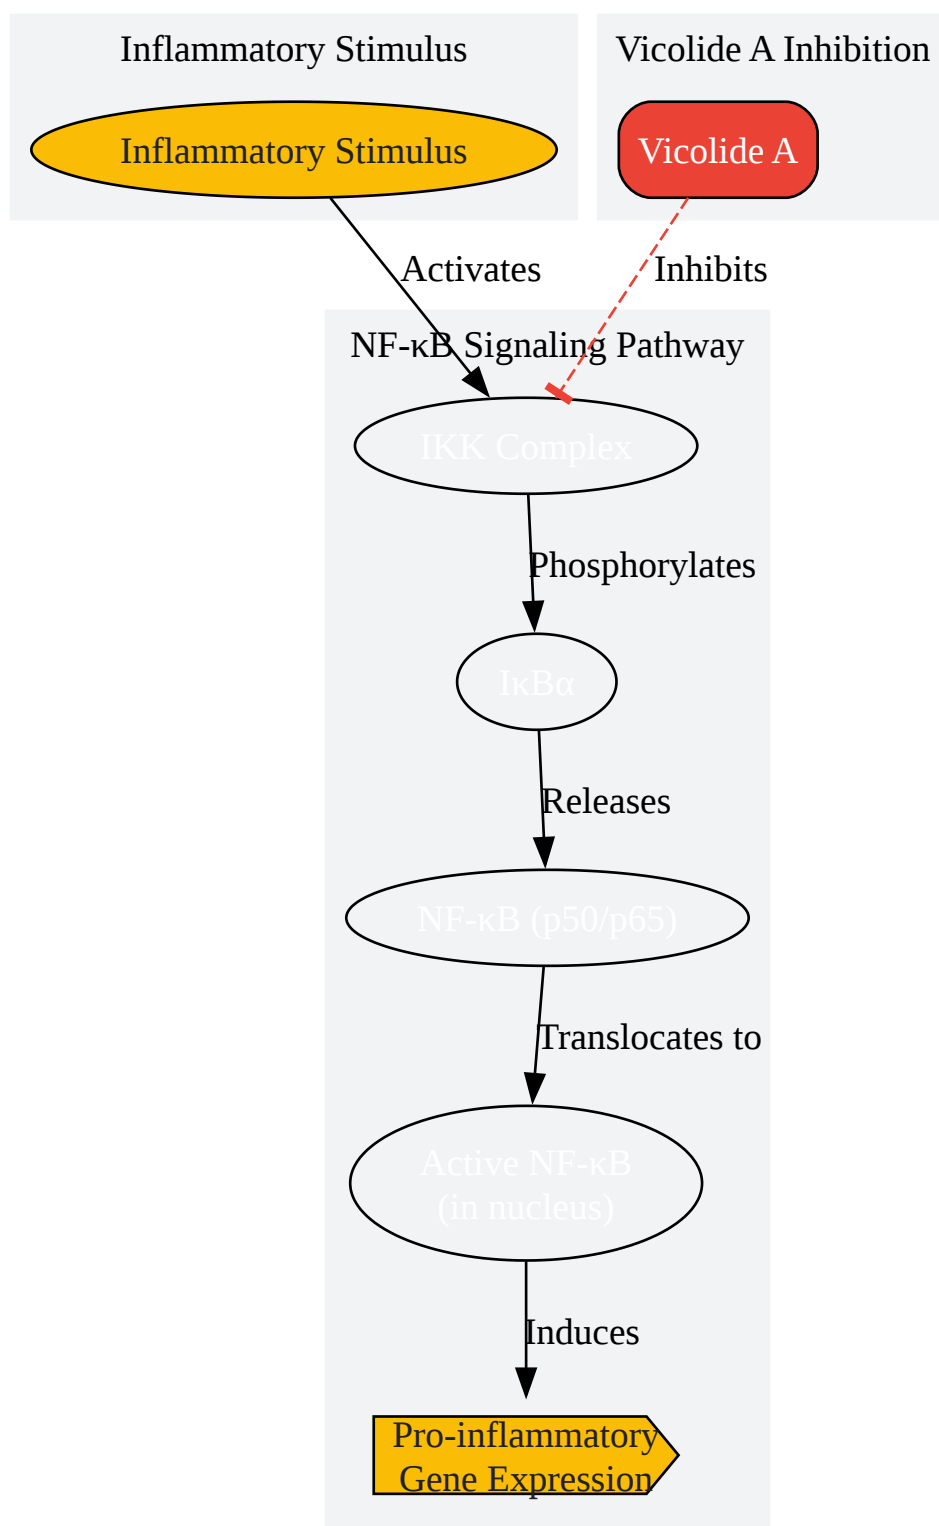 Inflammatory Stimulus
Vicolide A Inhibition
Inflammatory Stimulus
Vicolide A
Activates
Inhibits
NF-κB Signaling Pathway
IKK Complex
Phosphorylates
IκBα
Releases
NF-κB (p50/p65)
Translocates to
Active NF-κB
(in nucleus)
Induces
Pro-inflammatory
Gene Expression